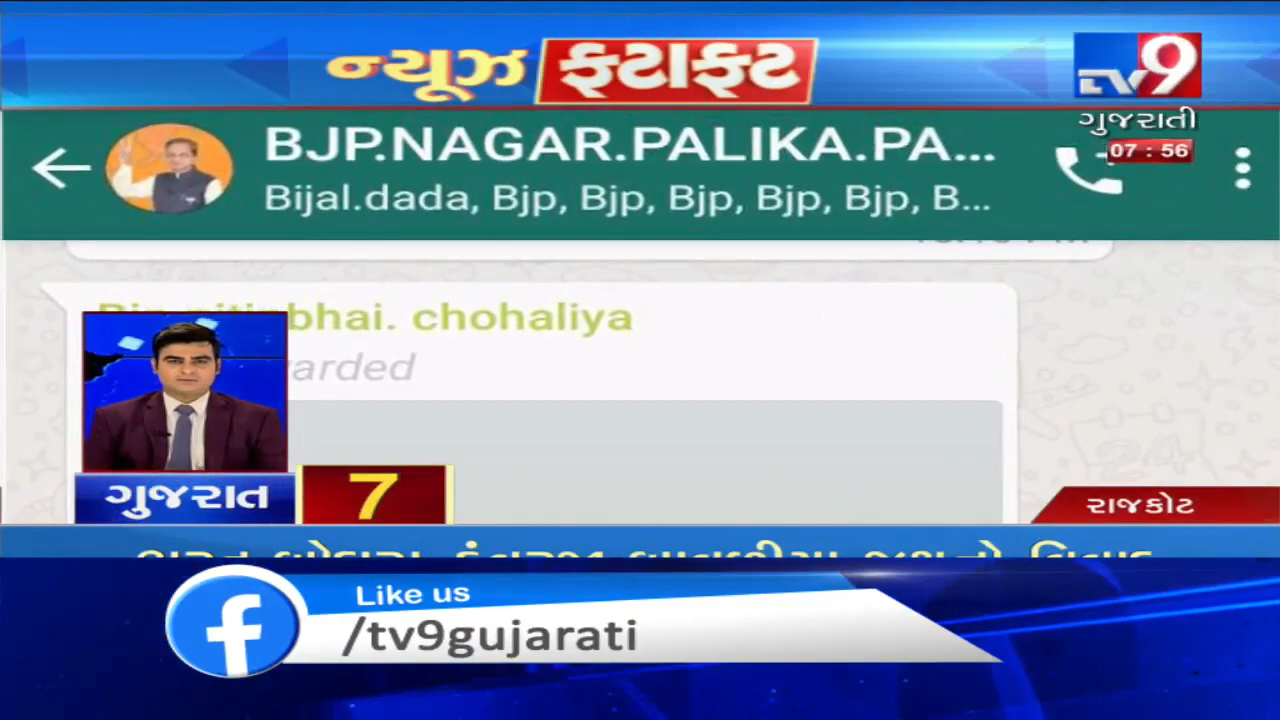 ન્યૂઝ ફટાફટ
TV9
ગુજરાતી
07 : 56
BJP.NAGAR.PALIKA.PA...
Bijal.dada, Bjp, Bjp, Bjp, Bjp, Bjp, B...
bhai. chohaliya
arded
ગુજરાત
7
રાજકોટ
Like us
/tv9gujarati